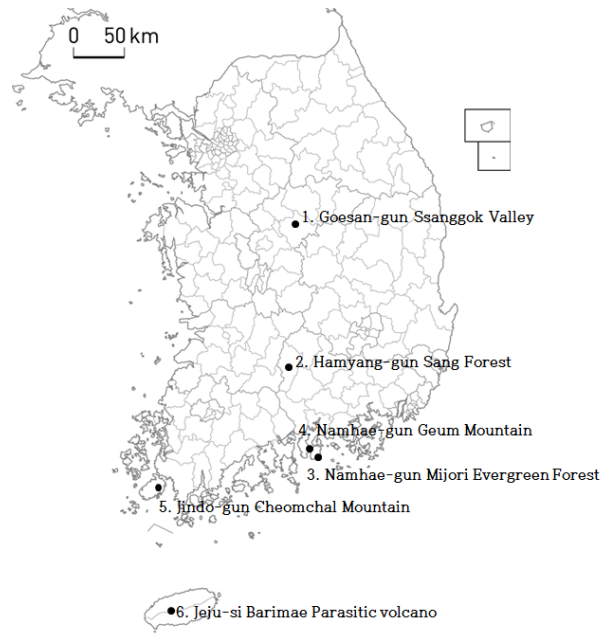 0 50 km
1. Goesan-gun Ssanggok Valley
2. Hamyang-gun Sang Forest
4. Namhae-gun Geum Mountain
3. Namhae-gun Mijori Evergreen Forest
5. Jindo-gun Cheomchal Mountain
6. Jeju-si Barimae Parasitic volcano